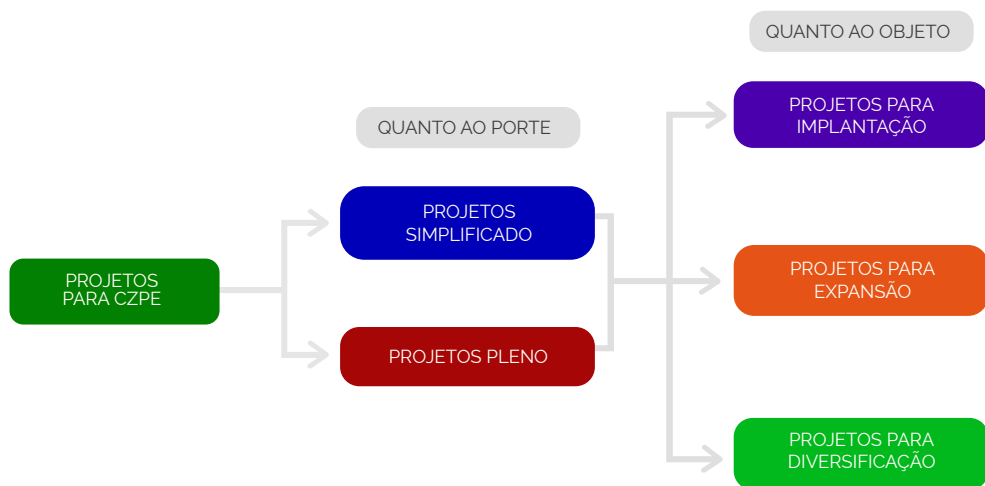 QUANTO AO OBJETO
PROJETOS PARA
IMPLANTAÇÃO
QUANTO AO PORTE
PROJETOS
SIMPLIFICADO
PROJETOS
PARA CZPE
PROJETOS PARA
EXPANSÃO
PROJETOS PLENO
PROJETOS PARA
DIVERSIFICAÇÃO